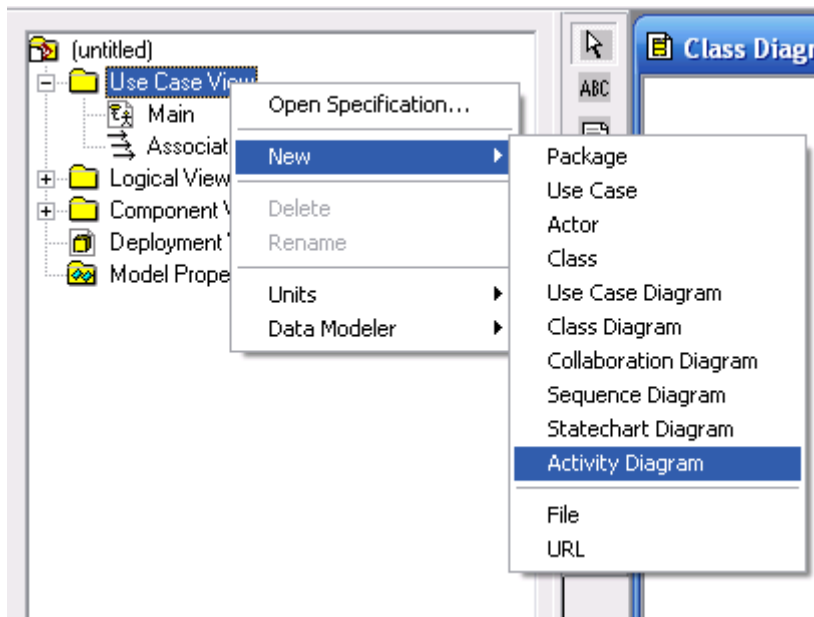 (untitled)
Use Case View
Main
Associat
Logical View
Component V
Deployment
Model Prope
Open Specification...
New
Delete
Rename
Units
Data Modeler
Package
Use Case
Actor
Class
Use Case Diagram
Class Diagram
Collaboration Diagram
Sequence Diagram
Statechart Diagram
Activity Diagram
File
URL
ABC
Class Diagr